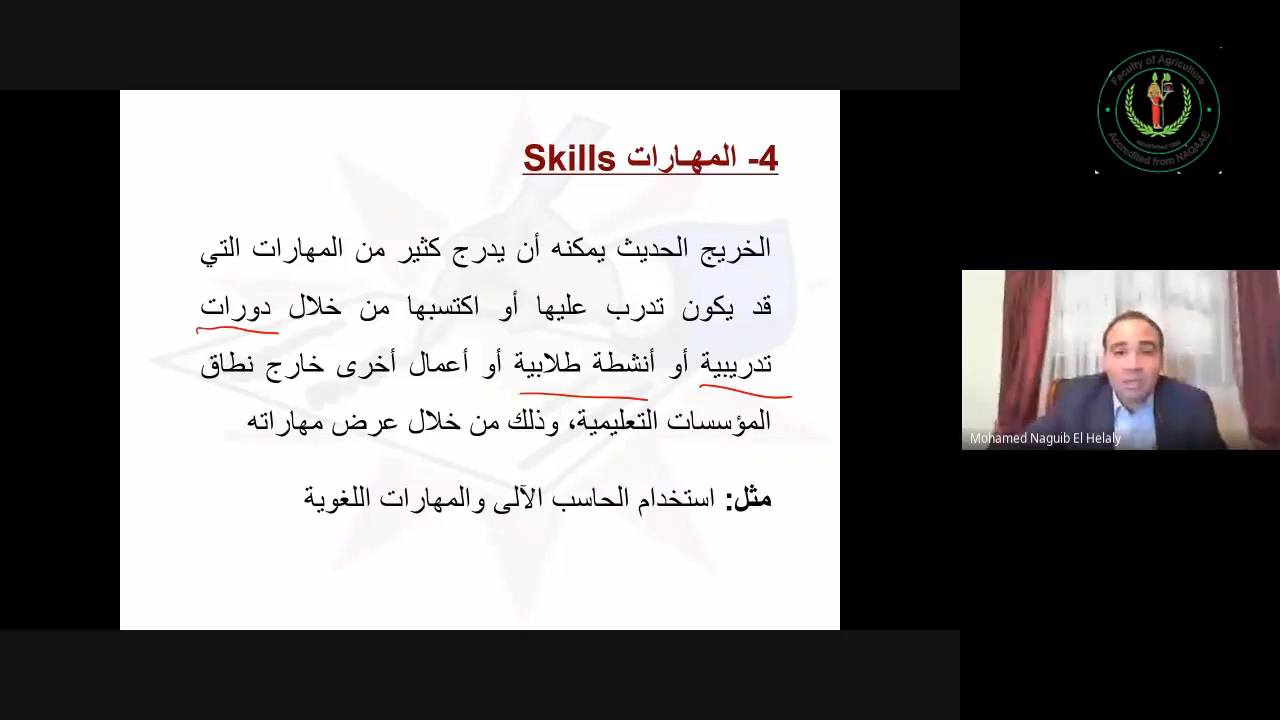 4- المهارات Skills
الخريج الحديث يمكنه أن يدرج كثير من المهارات التي
قد يكون تدرب عليها أو اكتسبها من خلال دورات
تدريبية أو أنشطة طلابية أو أعمال أخرى خارج نطاق
المؤسسات التعليمية، وذلك من خلال عرض مهاراته
مثل: استخدام الحاسب الآلى والمهارات اللغوية
Faculty of Agriculture
Accredited from NAQAAE
Mohamed Naguib El Helaly